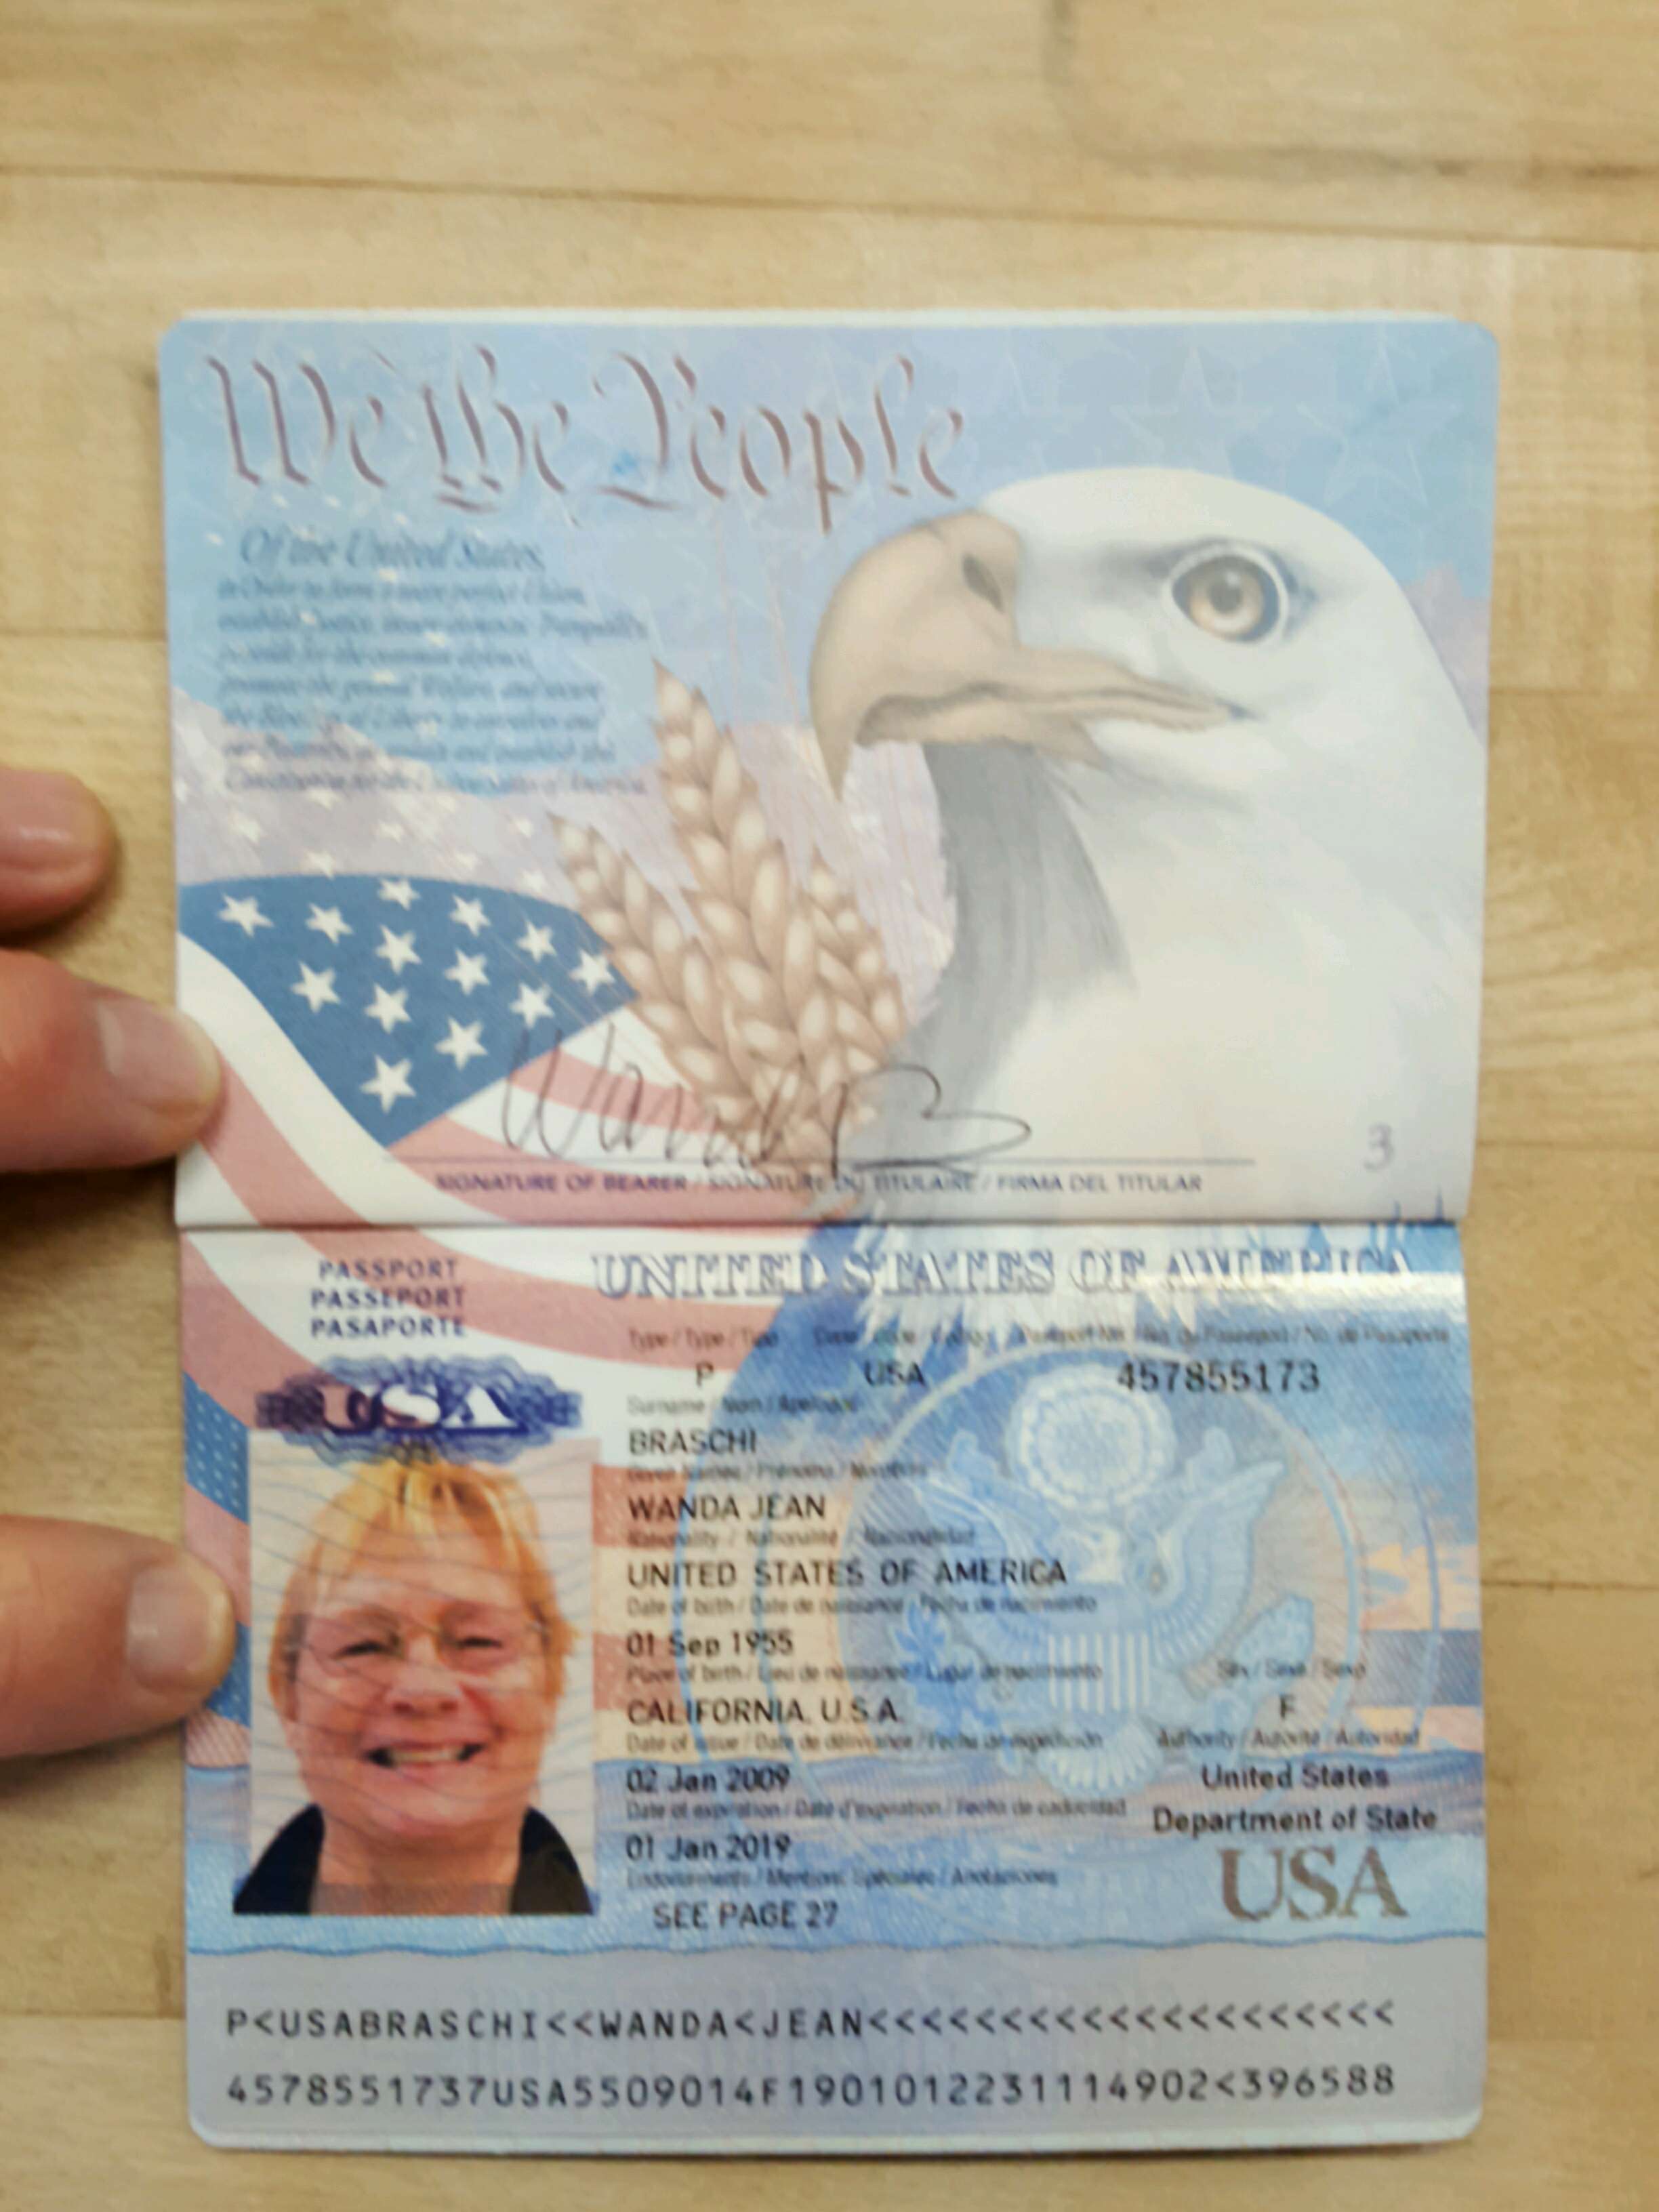 We the People
Of the United States,
in Order to form a more perfect Union,
establish Justice, insure domestic Tranquility,
provide for the common defence,
promote the general Welfare, and secure
the Blessings of Liberty to ourselves and
our Posterity, do ordain and establish this
Constitution for the United States of America.
Wanda B
SIGNATURE OF BEARER / SIGNATURE DU TITULAIRE / FIRMA DEL TITULAR
3
PASSPORT
PASSEPORT
PASAPORTE
USA
UNITED STATES OF AMERICA
Type / Type / Tipo Code / Code / Código Passport No. / No. du Passeport / No. de Pasaporte
P USA 457855173
Surname / Nom / Apellidos
BRASCHI
Given Names / Prénoms / Nombres
WANDA JEAN
Nationality / Nationalité / Nacionalidad
UNITED STATES OF AMERICA
Date of birth / Date de naissance / Fecha de nacimiento
01 Sep 1955
Place of birth / Lieu de naissance / Lugar de nacimiento Sex / Sexe / Sexo
CALIFORNIA, U.S.A. F
Date of issue / Date de délivrance / Fecha de expedición Authority / Autorité / Autoridad
02 Jan 2009 United States
Date of expiration / Date d'expiration / Fecha de caducidad Department of State
01 Jan 2019
Endorsements / Mentions Spéciales / Anotaciones
SEE PAGE 27
USA
P<USABRASCHI<<WANDA<JEAN<<<<<<<<<<<<<<<<<<<<
4578551737USA5509014F1901012231114902<396588